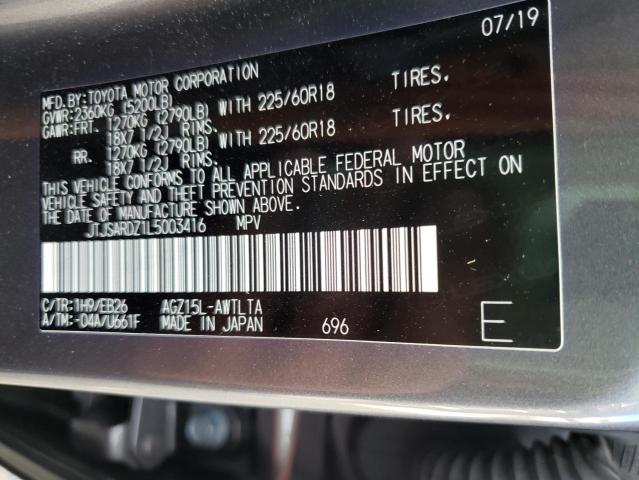 07/19
MFD.BY:TOYOTA MOTOR CORPORATION
GVWR:2360KG (5200LB)
GAWR:FRT. 1270KG (2790LB) WITH 225/60R18 TIRES,
18X7 1/2J RIMS.
RR. 1270KG (2790LB) WITH 225/60R18 TIRES,
18X7 1/2J RIMS.
THIS VEHICLE CONFORMS TO ALL APPLICABLE FEDERAL MOTOR
VEHICLE SAFETY AND THEFT PREVENTION STANDARDS IN EFFECT ON
THE DATE OF MANUFACTURE SHOWN ABOVE.
JTJSARDZ1L5003416 MPV
C/TR:1H9/EB26 AGZ15L-AWTLTA
A/TM:-04A/U661F MADE IN JAPAN 696 E